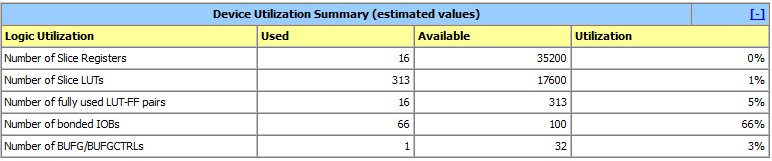 Device Utilization Summary (estimated values) [-]
Logic Utilization Used Available Utilization
Number of Slice Registers 16 35200 0%
Number of Slice LUTs 313 17600 1%
Number of fully used LUT-FF pairs 16 313 5%
Number of bonded IOBs 66 100 66%
Number of BUFG/BUFGCTRLs 1 32 3%